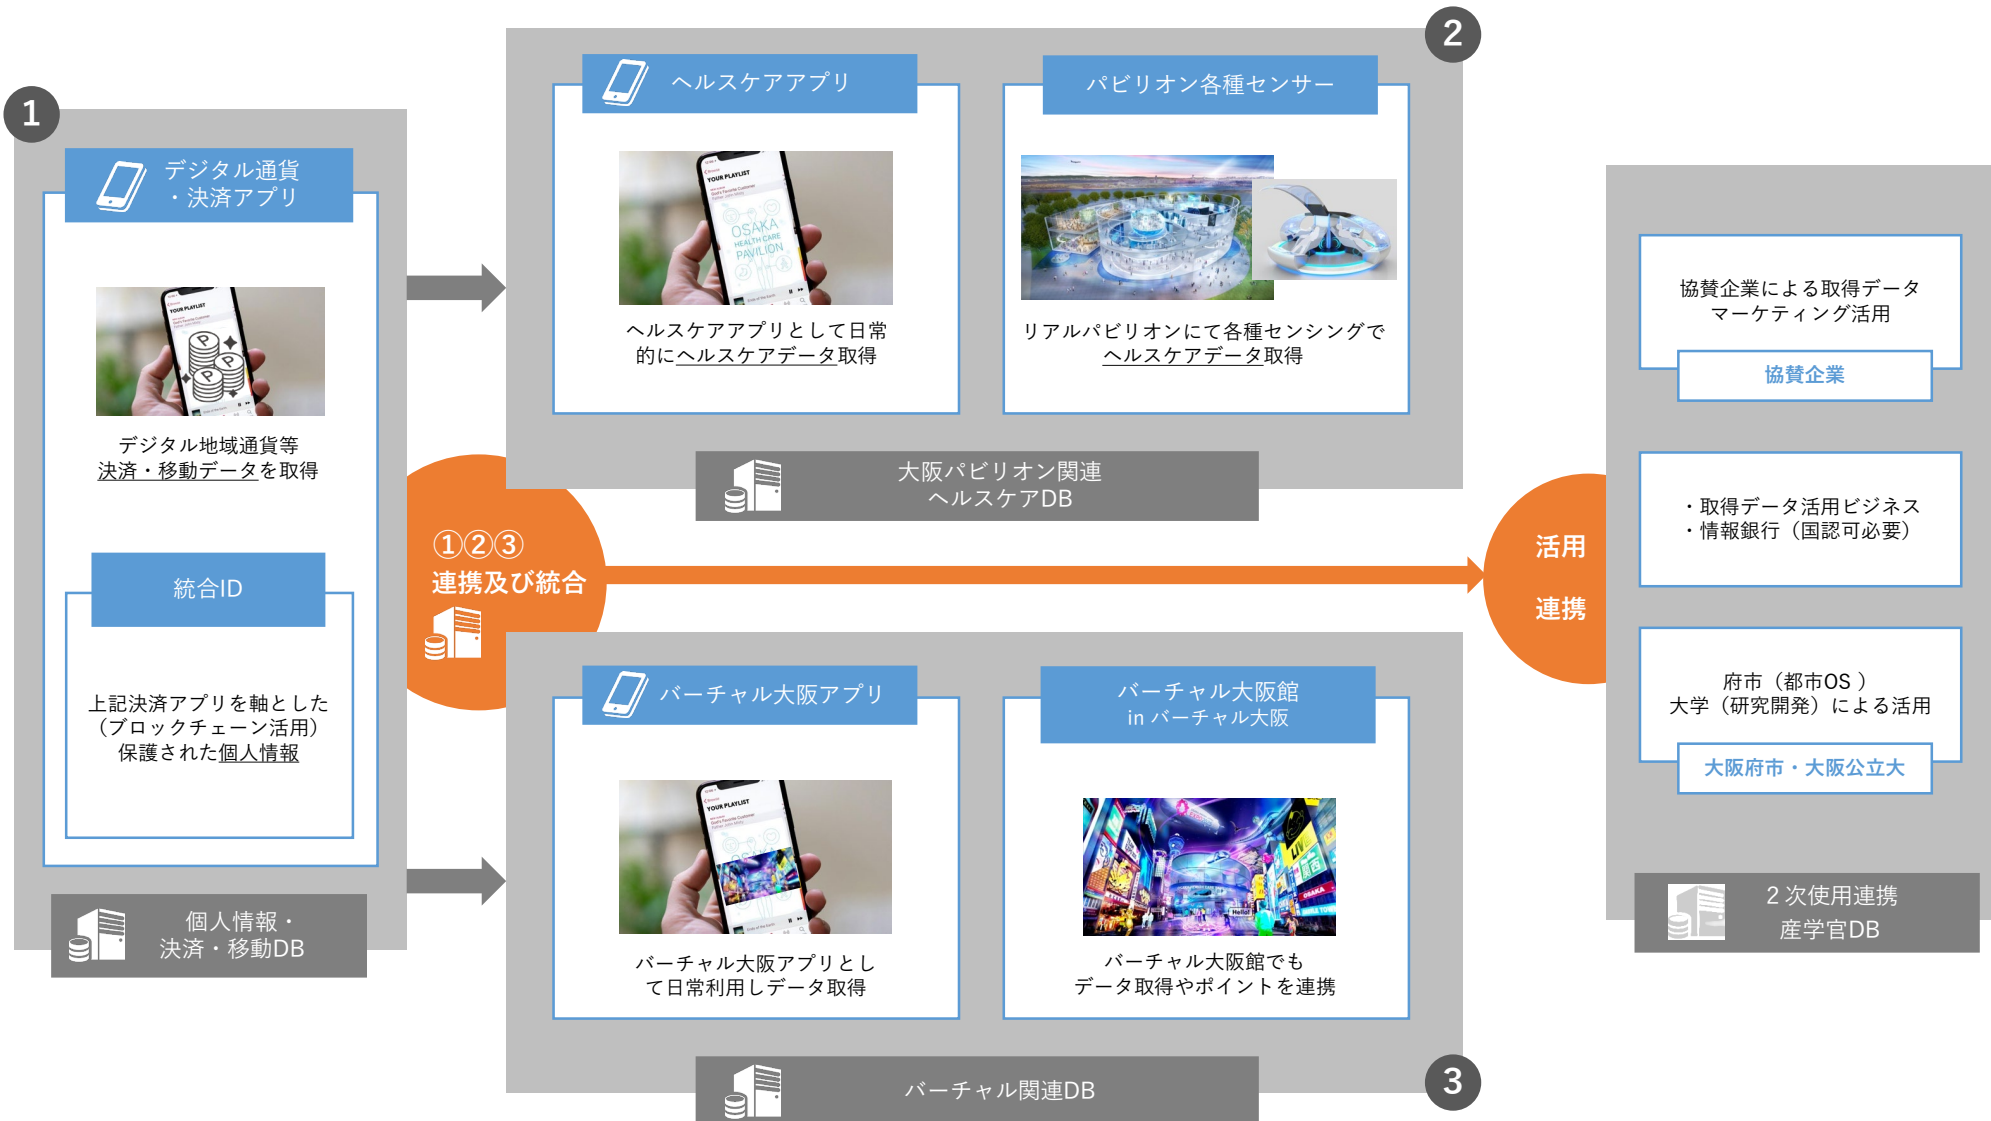 1
デジタル通貨
・決済アプリ
YOUR PLAYLIST
デジタル地域通貨等
決済・移動データを取得
統合ID
上記決済アプリを軸とした
（ブロックチェーン活用）
保護された個人情報
個人情報・
決済・移動DB
①②③
連携及び統合
2
ヘルスケアアプリ
YOUR PLAYLIST
God's Favorite Customer
OSAKA
HEALTH CARE
PAVILION
ヘルスケアアプリとして日常
的にヘルスケアデータ取得
パビリオン各種センサー
リアルパビリオンにて各種センシングで
ヘルスケアデータ取得
大阪パビリオン関連
ヘルスケアDB
バーチャル大阪アプリ
YOUR PLAYLIST
God's Favorite Customer
バーチャル大阪アプリとし
て日常利用しデータ取得
バーチャル大阪館
in バーチャル大阪
LIVE
関西
OSAKA
Hello!
バーチャル大阪館でも
データ取得やポイントを連携
バーチャル関連DB
3
活用
連携
協賛企業による取得データ
マーケティング活用
協賛企業
・取得データ活用ビジネス
・情報銀行（国認可必要）
府市（都市OS ）
大学（研究開発）による活用
大阪府市・大阪公立大
２次使用連携
産学官DB